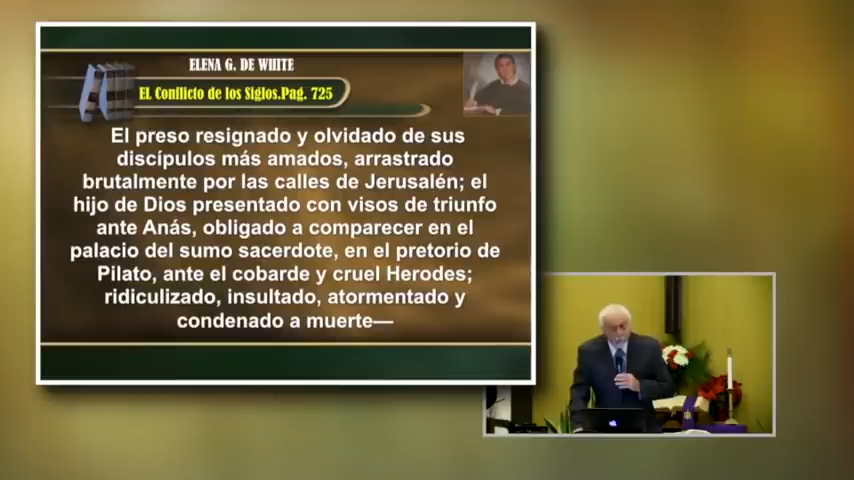 ELENA G. DE WHITE
EL Conflicto de los Siglos.Pag. 725
El preso resignado y olvidado de sus
discípulos más amados, arrastrado
brutalmente por las calles de Jerusalén; el
hijo de Dios presentado con visos de triunfo
ante Anás, obligado a comparecer en el
palacio del sumo sacerdote, en el pretorio de
Pilato, ante el cobarde y cruel Herodes;
ridiculizado, insultado, atormentado y
condenado a muerte—